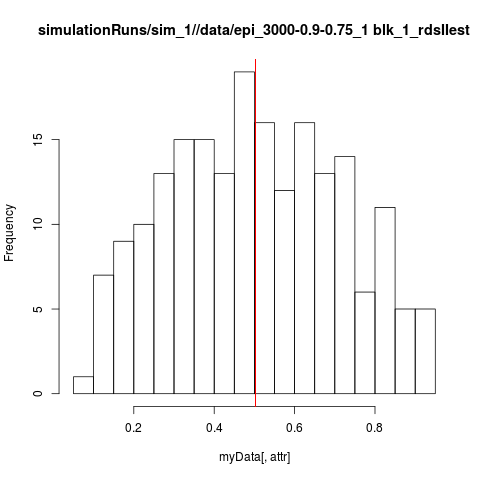 simulationRuns/sim_1//data/epi_3000-0.9-0.75_1 blk_1_rdsllest
Frequency
15
10
5
0
0.2 0.4 0.6 0.8
myData[, attr]